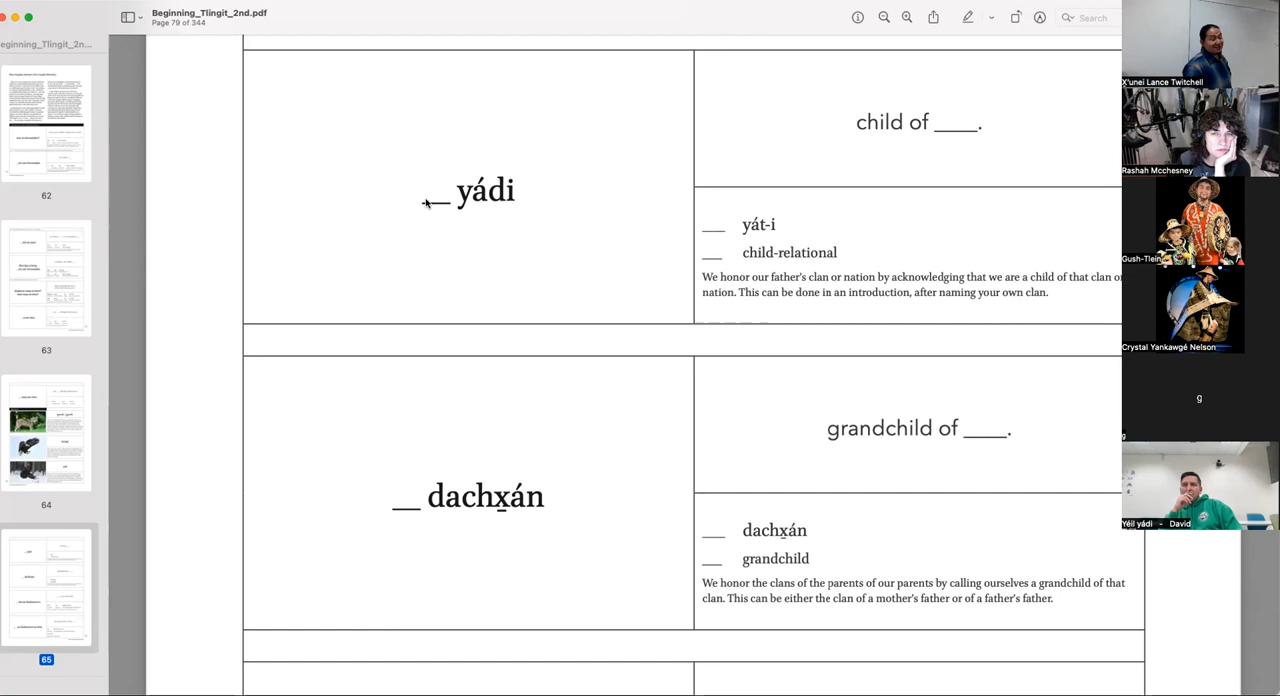 Beginning_Tlingit_2nd.pdf
Page 79 of 344
Search
eginning_Tlingit_2n...
62
63
64
65
__ yádi
child of ____.
___ yát-i
___ child-relational
We honor our father's clan or nation by acknowledging that we are a child of that clan or
nation. This can be done in an introduction, after naming your own clan.
__ dachx̱án
grandchild of ____.
___ dachx̱án
___ grandchild
We honor the clans of the parents of our parents by calling ourselves a grandchild of that
clan. This can be either the clan of a mother's father or of a father's father.
X'unei Lance Twitchell
Rashah Mcchesney
Gush-Tlein
Crystal Yankawgé Nelson
g
g
Yéil yádi - David